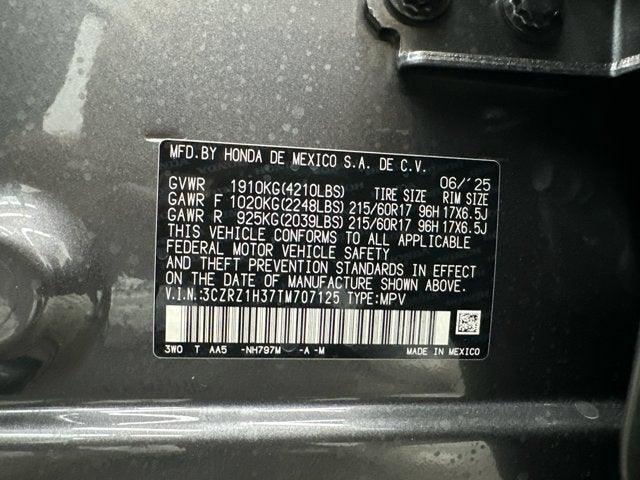 MFD.BY HONDA DE MEXICO S.A. DE C.V.
06/'25
GVWR 1910KG(4210LBS) TIRE SIZE RIM SIZE
GAWR F 1020KG(2248LBS) 215/60R17 96H 17X6.5J
GAWR R 925KG(2039LBS) 215/60R17 96H 17X6.5J
THIS VEHICLE CONFORMS TO ALL APPLICABLE
FEDERAL MOTOR VEHICLE SAFETY
AND THEFT PREVENTION STANDARDS IN EFFECT
ON THE DATE OF MANUFACTURE SHOWN ABOVE.
V.I.N.:3CZRZ1H37TM707125 TYPE:MPV
3W0 T AA5 -NH797M -A -M MADE IN MEXICO